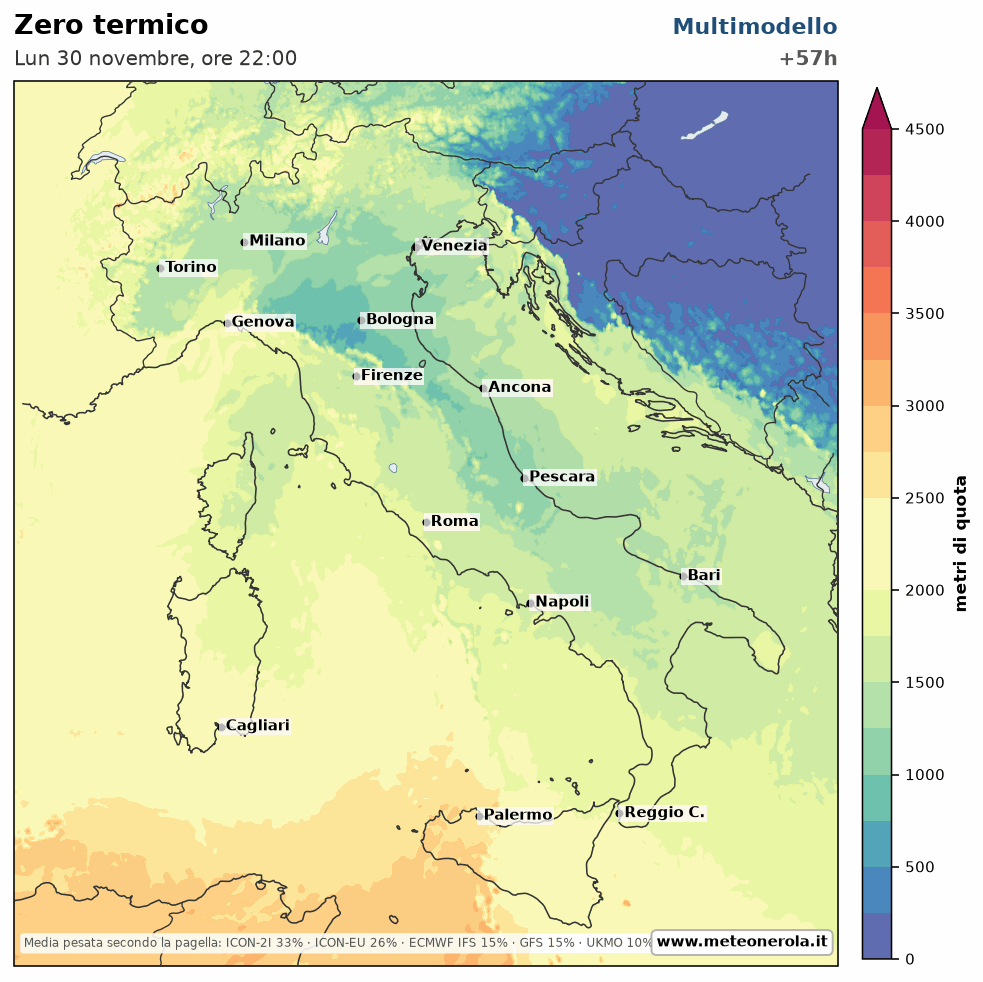 Zero termico
Multimodello
Lun 30 novembre, ore 22:00
+57h
4500
4000
3500
3000
2500
2000
1500
1000
500
0
metri di quota
Milano
Venezia
Torino
Genova
Bologna
Firenze
Ancona
Pescara
Roma
Bari
Napoli
Cagliari
Palermo
Reggio C.
Media pesata secondo la pagella: ICON-2I 33% · ICON-EU 26% · ECMWF IFS 15% · GFS 15% · UKMO 10%
www.meteonerola.it